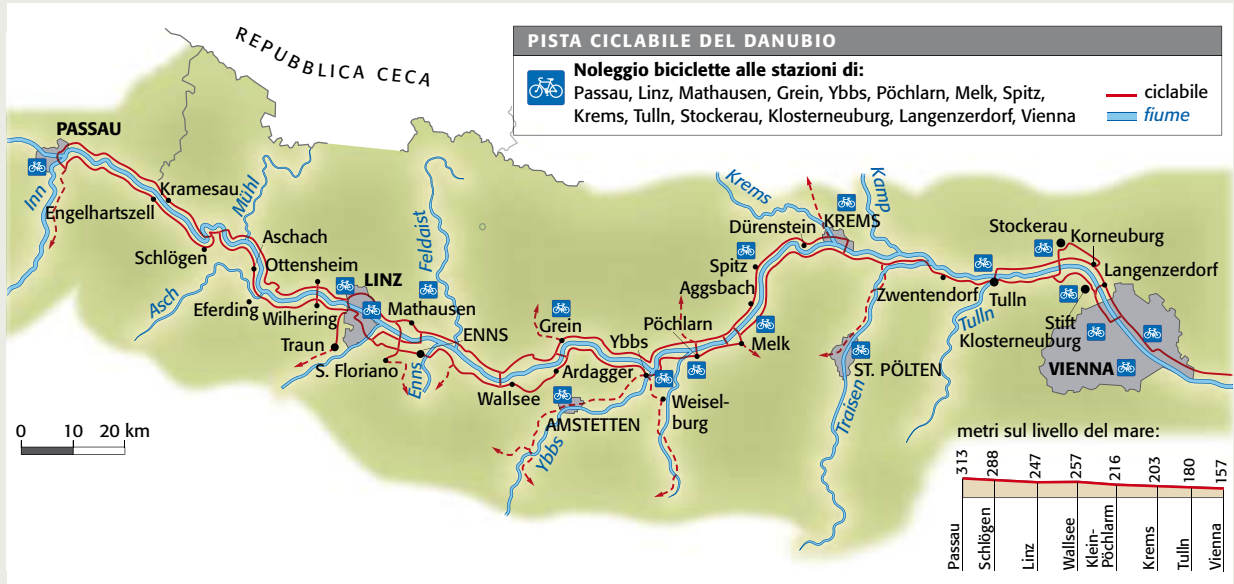 REPUBBLICA CECA
PISTA CICLABILE DEL DANUBIO
Noleggio biciclette alle stazioni di:
Passau, Linz, Mathausen, Grein, Ybbs, Pöchlarn, Melk, Spitz,
Krems, Tulln, Stockerau, Klosterneuburg, Langenzerdorf, Vienna
ciclabile
fiume
PASSAU
Inn
Kramesau
Engelhartszell
Mühl
Schlögen
Aschach
Ottensheim
Asch
Eferding
Wilhering
LINZ
Feldaist
Mathausen
Traun
S. Floriano
ENNS
Enns
Grein
Wallsee
Ardagger
Ybbs
AMSTETTEN
Ybbs
Pöchlarn
Weisel-
burg
Melk
Aggsbach
Spitz
Dürenstein
Krems
KREMS
Kamp
ST. PÖLTEN
Traisen
Zwentendorf
Tulln
Tulln
Stockerau
Korneuburg
Langenzerdorf
Stift
Klosterneuburg
VIENNA
0 10 20 km
metri sul livello del mare:
313 288 247 257 216 203 180 157
Passau
Schlögen
Linz
Wallsee
Klein-
Pöchlarm
Krems
Tulln
Vienna